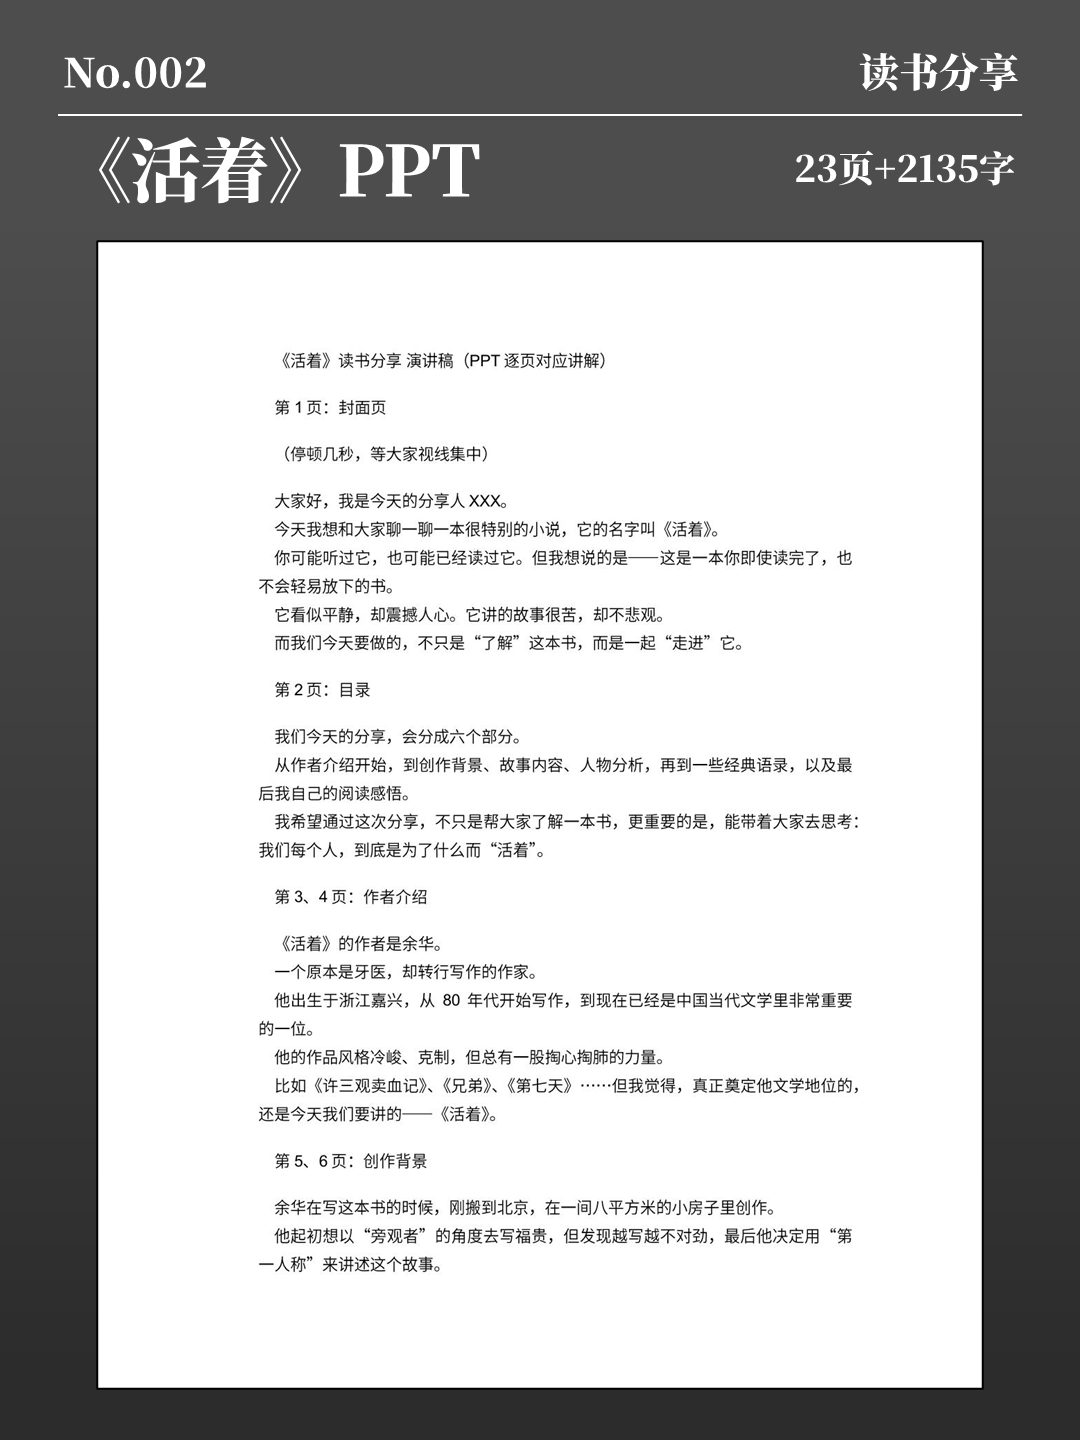 No.002
读书分享
《活着》PPT
23页+2135字
《活着》读书分享 演讲稿（PPT 逐页对应讲解）
第 1 页：封面页
（停顿几秒，等大家视线集中）
大家好，我是今天的分享人 XXX。
今天我想和大家聊一聊一本很特别的小说，它的名字叫《活着》。
你可能听过它，也可能已经读过它。但我想说的是——这是一本你即使读完了，也
不会轻易放下的书。
它看似平静，却震撼人心。它讲的故事很苦，却不悲观。
而我们今天要做的，不只是“了解”这本书，而是一起“走进”它。
第 2 页：目录
我们今天的分享，会分成六个部分。
从作者介绍开始，到创作背景、故事内容、人物分析，再到一些经典语录，以及最
后我自己的阅读感悟。
我希望通过这次分享，不只是帮大家了解一本书，更重要的是，能带着大家去思考：
我们每个人，到底是为了什么而“活着”。
第 3、4 页：作者介绍
《活着》的作者是余华。
一个原本是牙医，却转行写作的作家。
他出生于浙江嘉兴，从 80 年代开始写作，到现在已经是中国当代文学里非常重要
的一位。
他的作品风格冷峻、克制，但总有一股掏心掏肺的力量。
比如《许三观卖血记》、《兄弟》、《第七天》……但我觉得，真正奠定他文学地位的，
还是今天我们要讲的——《活着》。
第 5、6 页：创作背景
余华在写这本书的时候，刚搬到北京，在一间八平方米的小房子里创作。
他起初想以“旁观者”的角度去写福贵，但发现越写越不对劲，最后他决定用“第
一人称”来讲述这个故事。